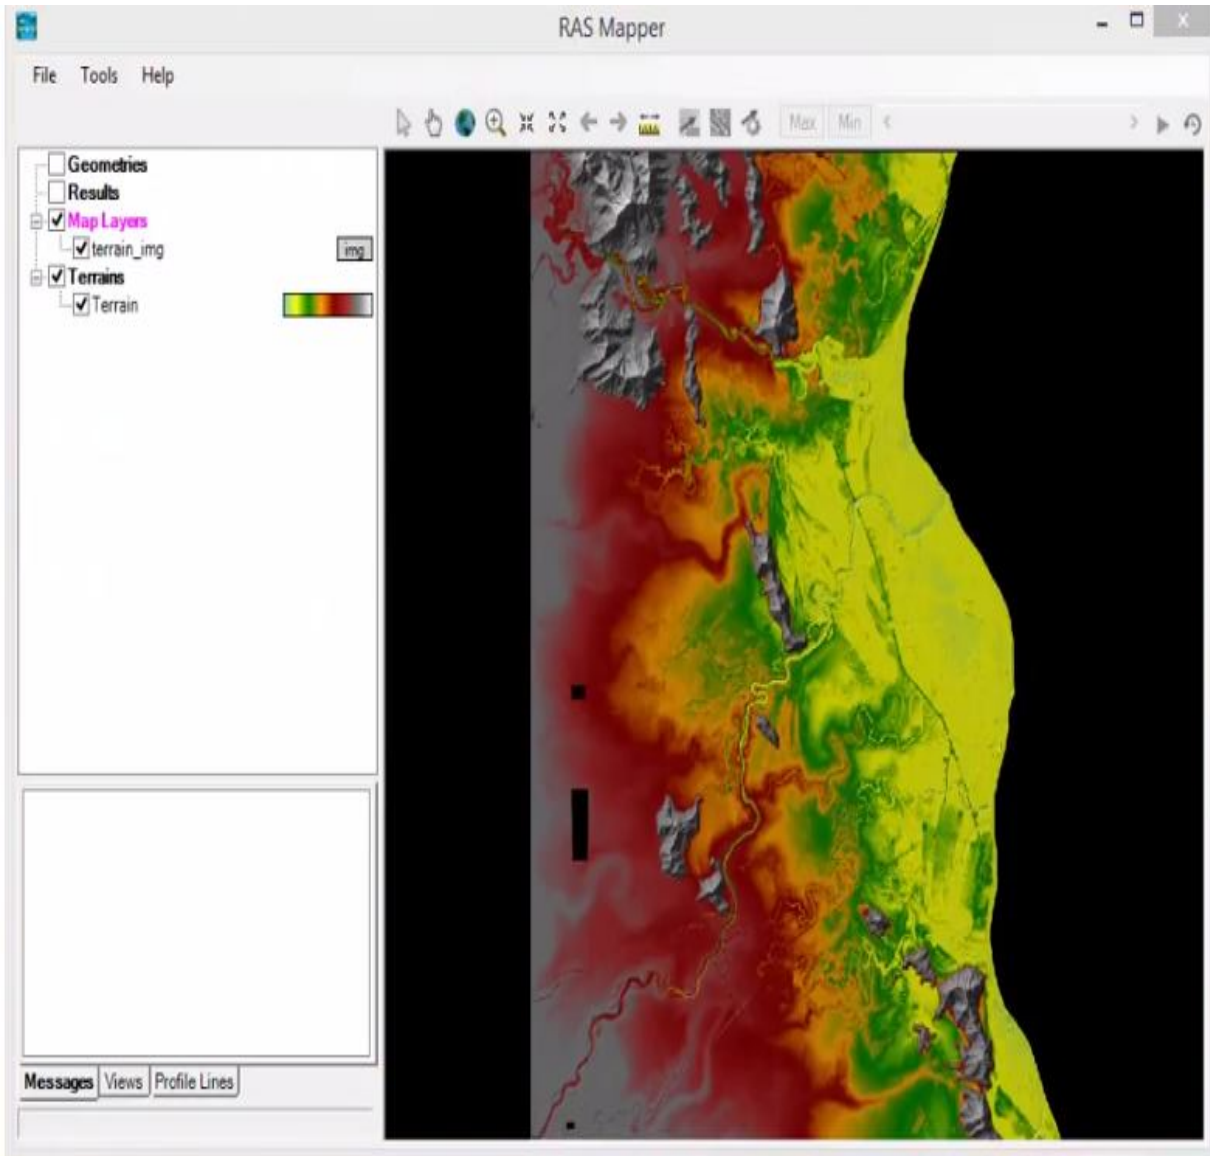 RAS Mapper
File Tools Help
Max Min
Geometries
Results
Map Layers
terrain_img
img
Terrains
Terrain
Messages Views Profile Lines